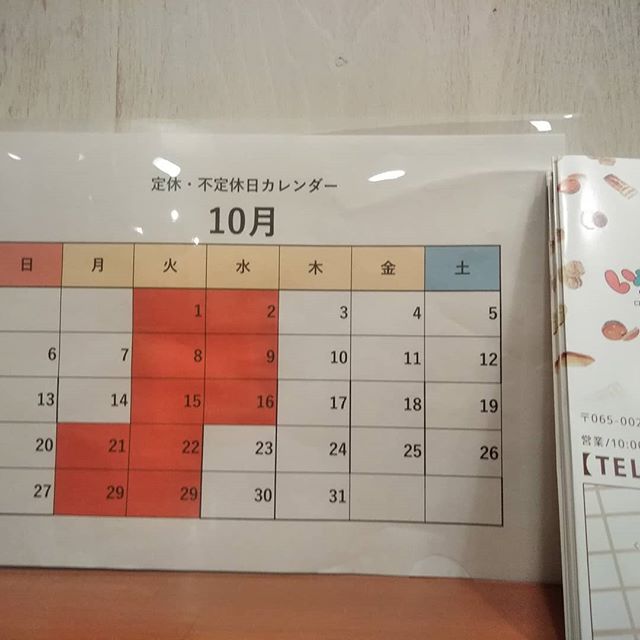 定休・不定休日カレンダー
10月
日 月 火 水 木 金 土
1 2 3 4 5
6 7 8 9 10 11 12
13 14 15 16 17 18 19
20 21 22 23 24 25 26
27 29 29 30 31
〒065-002
営業/10:00
【TEL